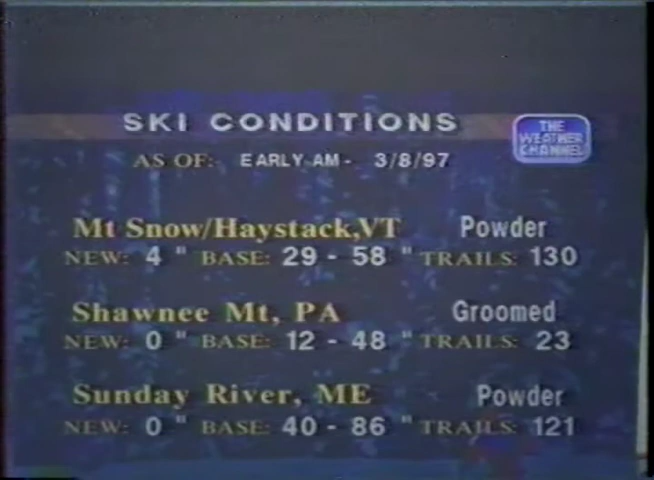 SKI CONDITIONS
THE
WEATHER
CHANNEL
AS OF: EARLY AM - 3/8/97
Mt Snow/Haystack,VT Powder
NEW: 4 " BASE: 29 - 58 " TRAILS: 130
Shawnee Mt, PA Groomed
NEW: 0 " BASE: 12 - 48 " TRAILS: 23
Sunday River, ME Powder
NEW: 0 " BASE: 40 - 86 " TRAILS: 121